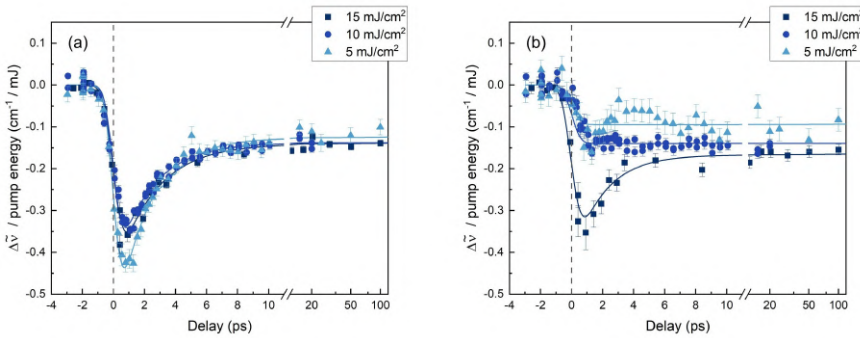 (a)
15 mJ/cm²
10 mJ/cm²
5 mJ/cm²
0.1
0.0
-0.1
-0.2
-0.3
-0.4
-0.5
Δν̃ / pump energy (cm⁻¹ / mJ)
-4 -2 0 2 4 6 8 10 20 100
Delay (ps)
(b)
15 mJ/cm²
10 mJ/cm²
5 mJ/cm²
0.1
0.0
-0.1
-0.2
-0.3
-0.4
-0.5
Δν̃ / pump energy (cm⁻¹ / mJ)
-4 -2 0 2 4 6 8 10 20 100
Delay (ps)